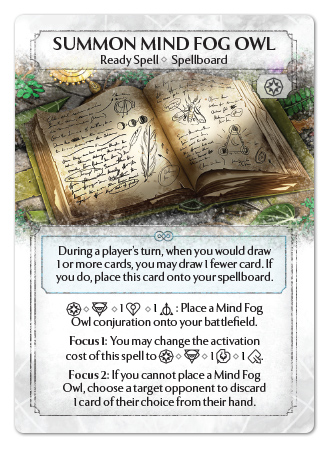 SUMMON MIND FOG OWL
Ready Spell ⬦ Spellboard
During a player's turn, when you would draw
1 or more cards, you may draw 1 fewer card. If
you do, place this card onto your spellboard.
⬦ ⬦ 1 ⬦ 1 : Place a Mind Fog
Owl conjuration onto your battlefield.
Focus 1: You may change the activation
cost of this spell to ⬦ ⬦ 1 ⬦ 1 .
Focus 2: If you cannot place a Mind Fog
Owl, choose a target opponent to discard
1 card of their choice from their hand.